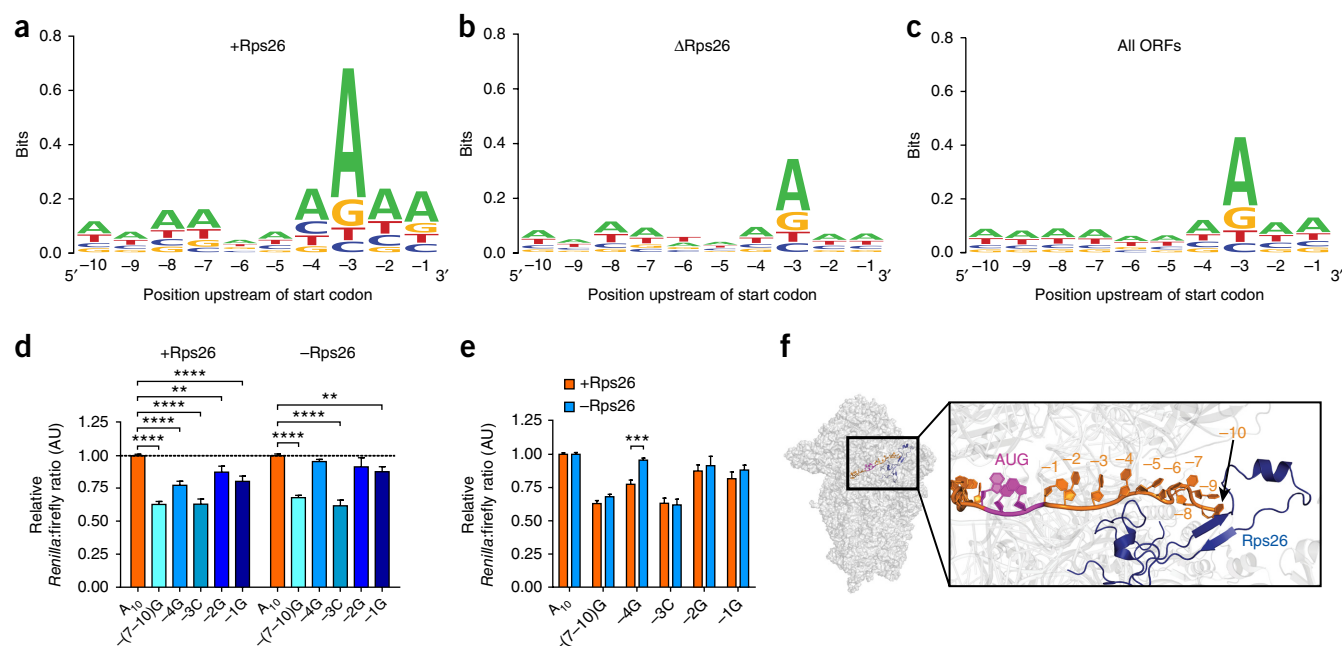 a
+Rps26
Bits
0.8
0.6
0.4
0.2
0.0
5′ −10 −9 −8 −7 −6 −5 −4 −3 −2 −1 3′
Position upstream of start codon
b
ΔRps26
Bits
0.8
0.6
0.4
0.2
0.0
5′ −10 −9 −8 −7 −6 −5 −4 −3 −2 −1 3′
Position upstream of start codon
c
All ORFs
Bits
0.8
0.6
0.4
0.2
0.0
5′ −10 −9 −8 −7 −6 −5 −4 −3 −2 −1 3′
Position upstream of start codon
d
+Rps26 −Rps26
****
**
****
****
****
**
****
****
Relative
Renilla:firefly ratio (AU)
1.25
1.00
0.75
0.50
0.25
0.00
A10 −(7–10)G −4G −3C −2G −1G A10 −(7–10)G −4G −3C −2G −1G
e
+Rps26
−Rps26
***
Relative
Renilla:firefly ratio (AU)
1.25
1.00
0.75
0.50
0.25
0.00
A10 −(7–10)G −4G −3C −2G −1G
f
AUG
−1 −2 −3 −4 −5 −6 −7 −8 −9 −10
Rps26